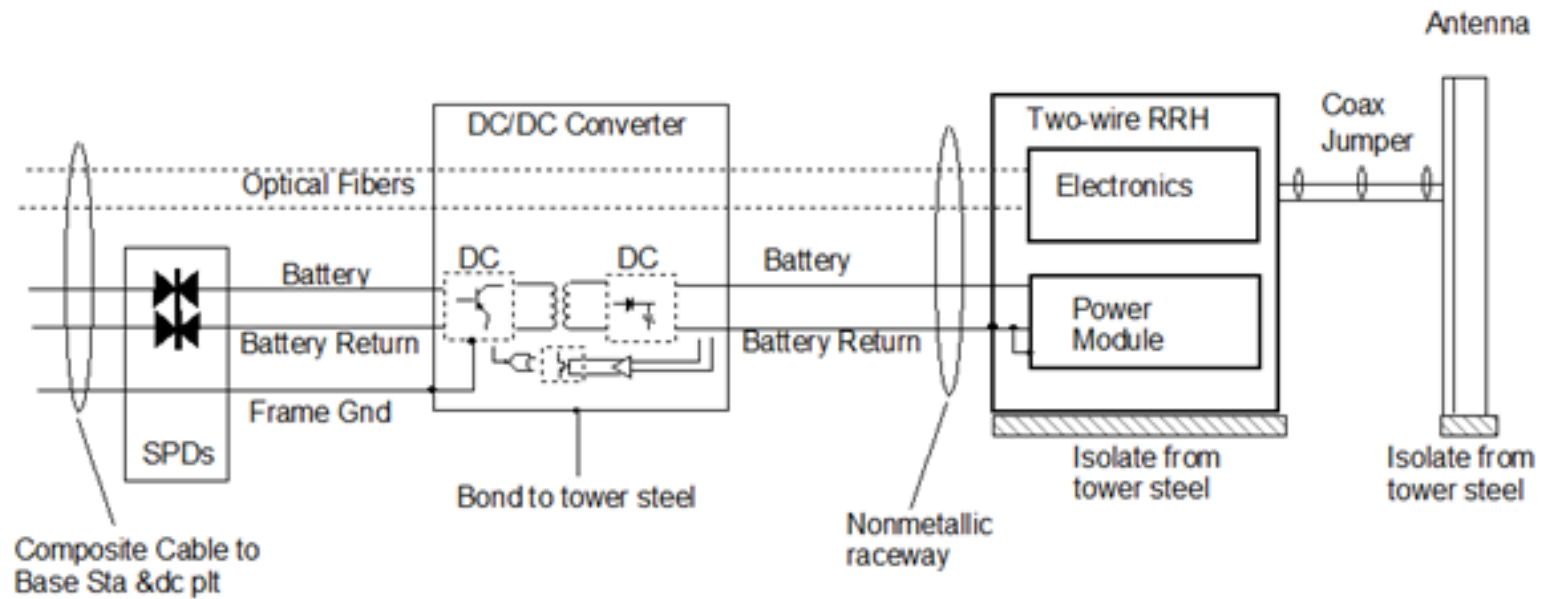 Antenna
DC/DC Converter
Two-wire RRH
Coax
Jumper
Optical Fibers
Electronics
Battery
DC
DC
Battery
Battery Return
Battery Return
Power
Module
Frame Gnd
SPDs
Bond to tower steel
Isolate from
tower steel
Isolate from
tower steel
Nonmetallic
raceway
Composite Cable to
Base Sta &dc plt